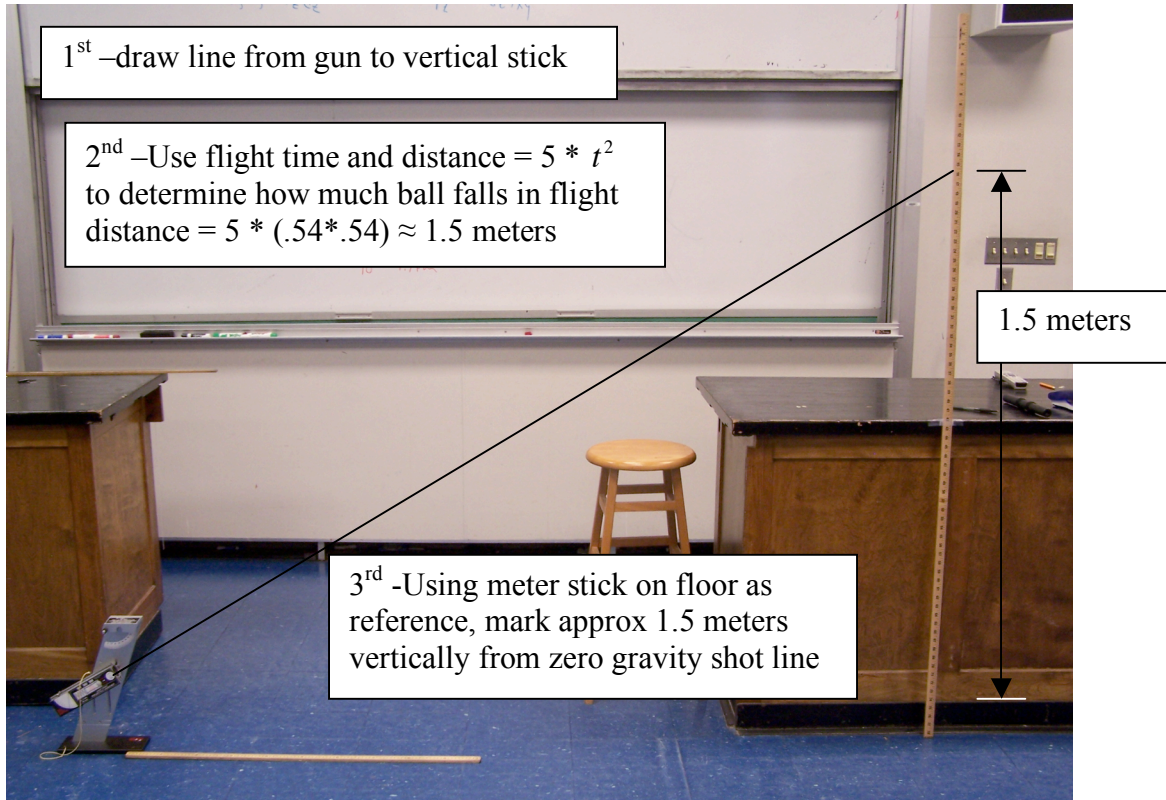 1st –draw line from gun to vertical stick
2nd –Use flight time and distance = 5 * t²
to determine how much ball falls in flight
distance = 5 * (.54*.54) ≈ 1.5 meters
1.5 meters
3rd -Using meter stick on floor as
reference, mark approx 1.5 meters
vertically from zero gravity shot line